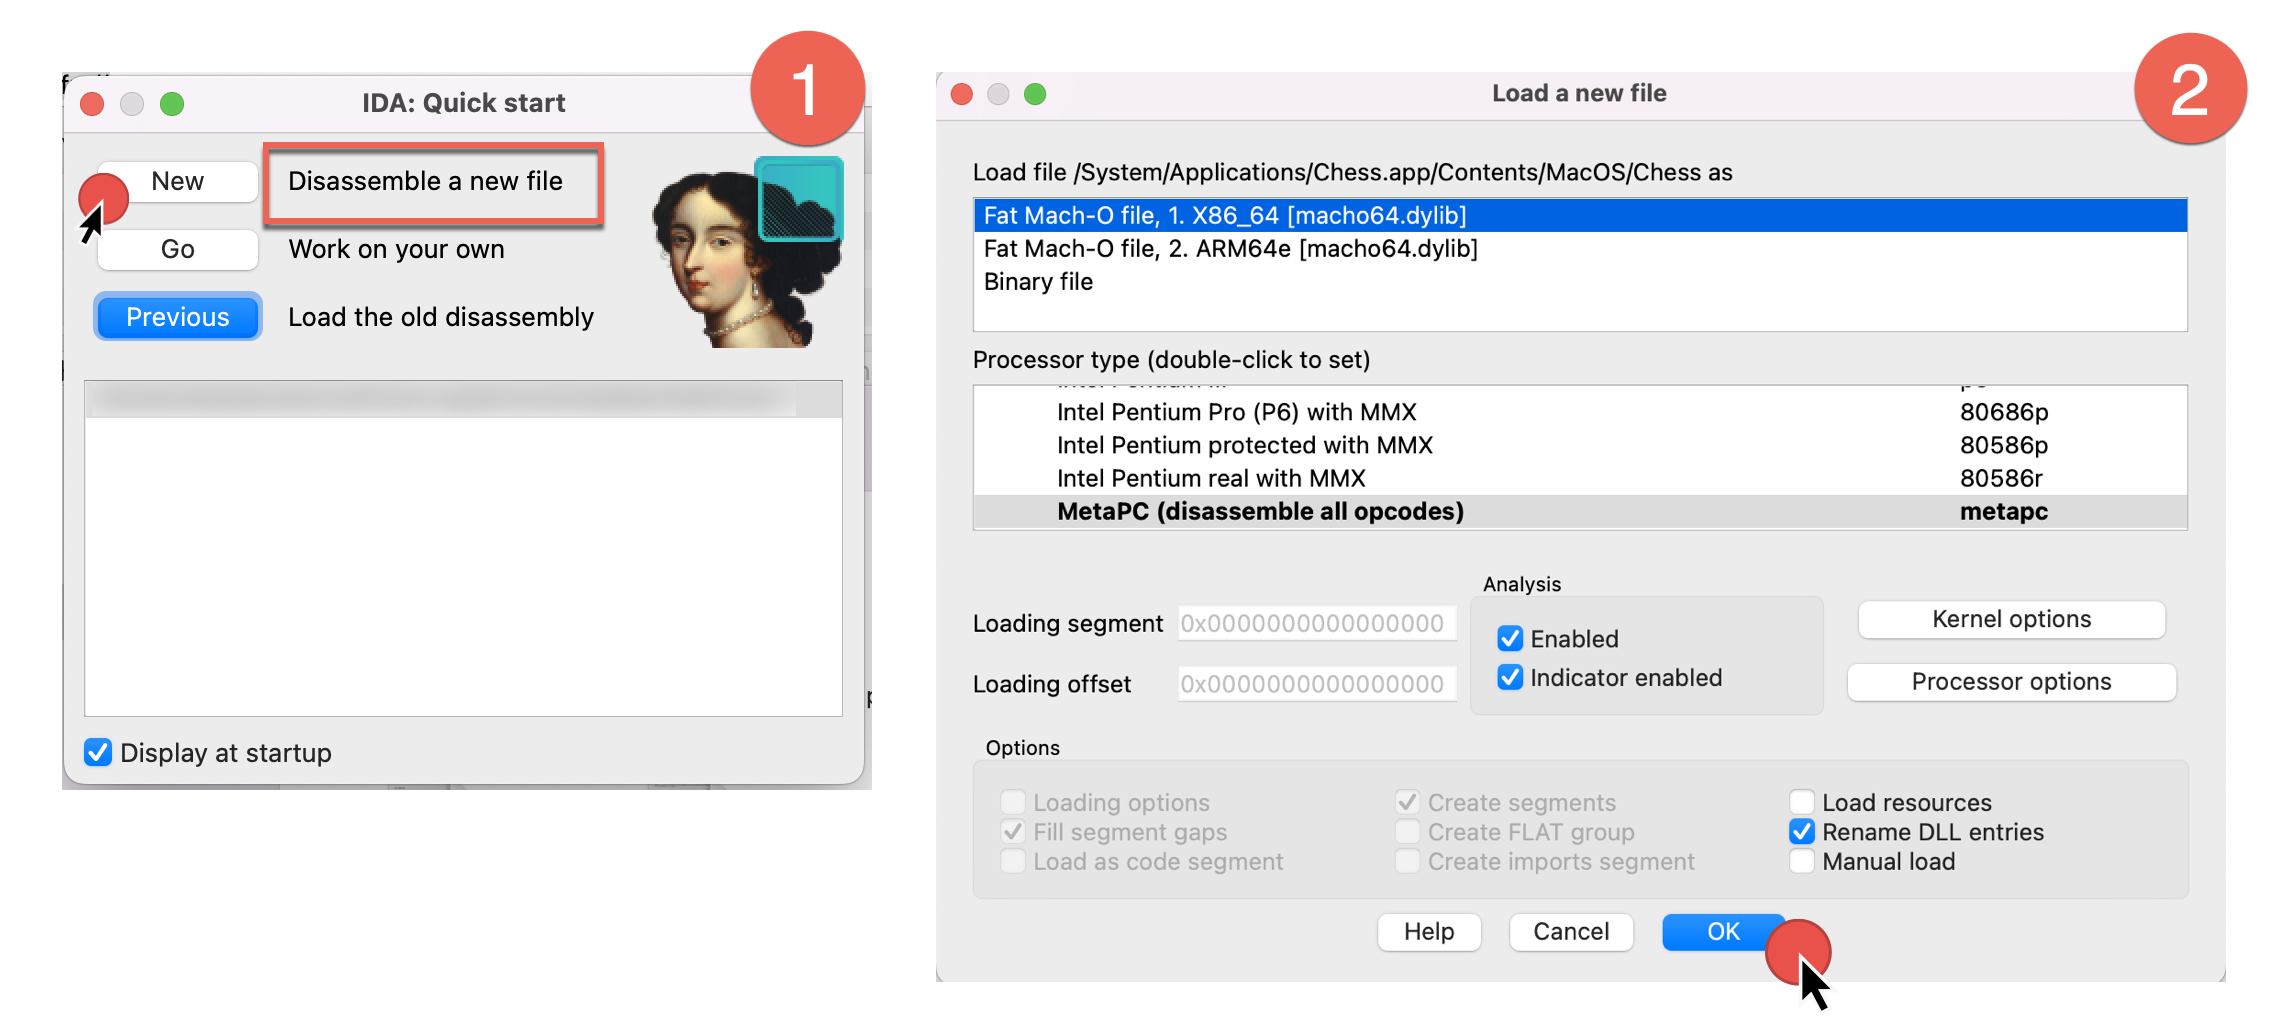 1
IDA: Quick start
New Disassemble a new file
Go Work on your own
Previous Load the old disassembly
Display at startup
2
Load a new file
Load file /System/Applications/Chess.app/Contents/MacOS/Chess as
Fat Mach-O file, 1. X86_64 [macho64.dylib]
Fat Mach-O file, 2. ARM64e [macho64.dylib]
Binary file
Processor type (double-click to set)
Intel Pentium Pro (P6) with MMX 80686p
Intel Pentium protected with MMX 80586p
Intel Pentium real with MMX 80586r
MetaPC (disassemble all opcodes) metapc
Analysis
Loading segment 0x0000000000000000
Enabled
Kernel options
Loading offset 0x0000000000000000
Indicator enabled
Processor options
Options
Loading options Create segments Load resources
Fill segment gaps Create FLAT group Rename DLL entries
Load as code segment Create imports segment Manual load
Help Cancel OK